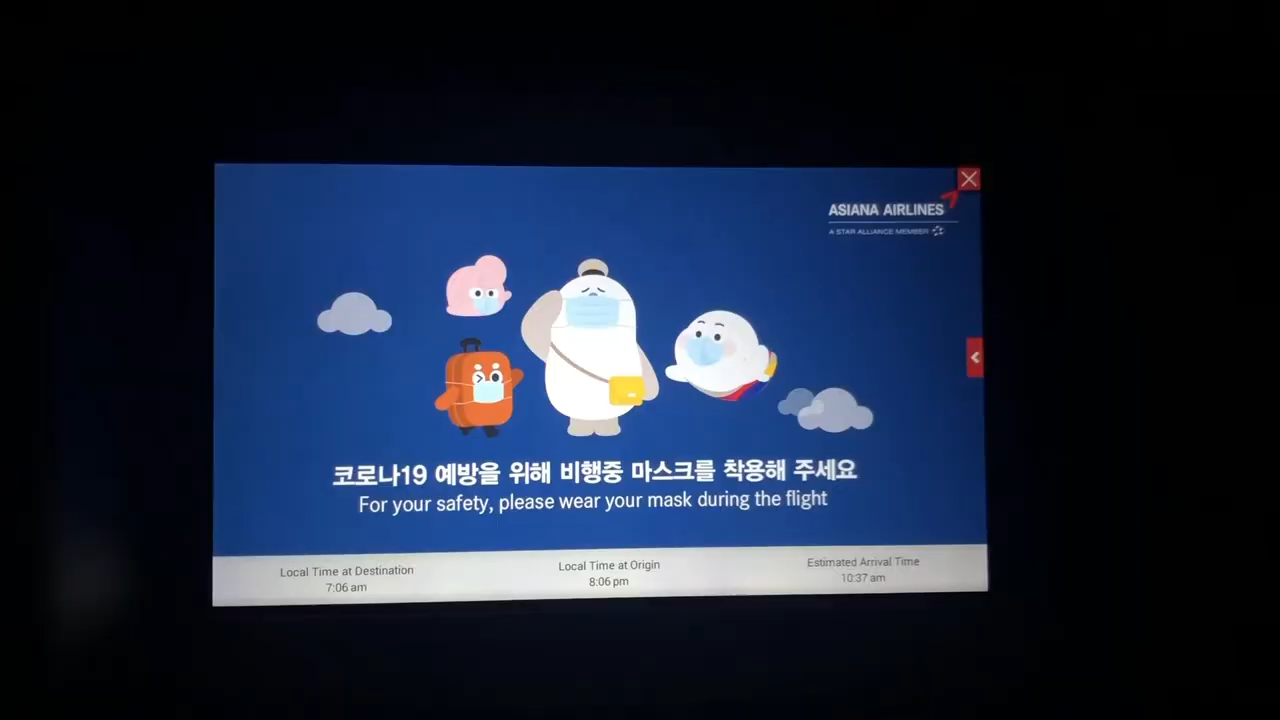 ASIANA AIRLINES
A STAR ALLIANCE MEMBER
코로나19 예방을 위해 비행중 마스크를 착용해 주세요
For your safety, please wear your mask during the flight
Local Time at Destination
7:06 am
Local Time at Origin
8:06 pm
Estimated Arrival Time
10:37 am